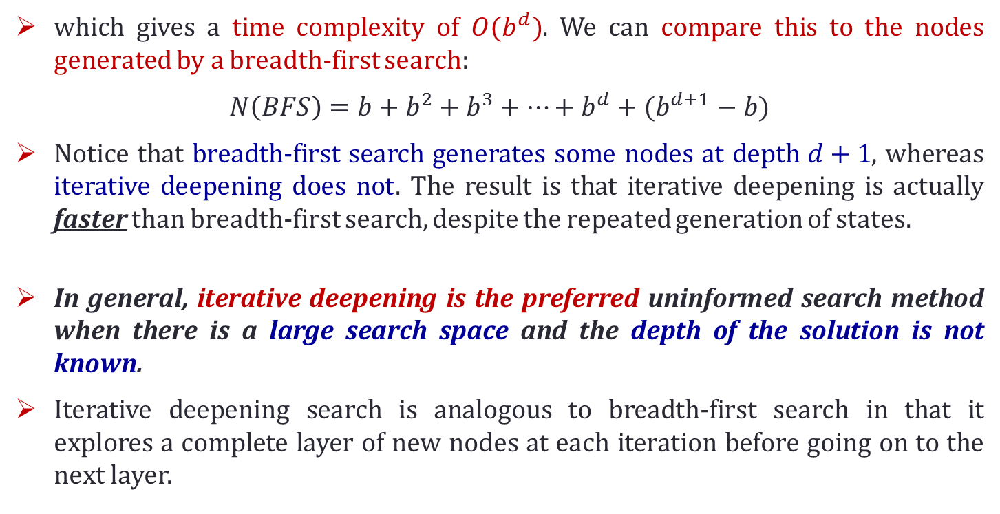 ➢ which gives a time complexity of O(b^d). We can compare this to the nodes
generated by a breadth-first search:
N(BFS) = b + b² + b³ + ⋯ + b^d + (b^{d+1} − b)
➢ Notice that breadth-first search generates some nodes at depth d + 1, whereas
iterative deepening does not. The result is that iterative deepening is actually
faster than breadth-first search, despite the repeated generation of states.
➢ In general, iterative deepening is the preferred uninformed search method
when there is a large search space and the depth of the solution is not
known.
➢ Iterative deepening search is analogous to breadth-first search in that it
explores a complete layer of new nodes at each iteration before going on to the
next layer.